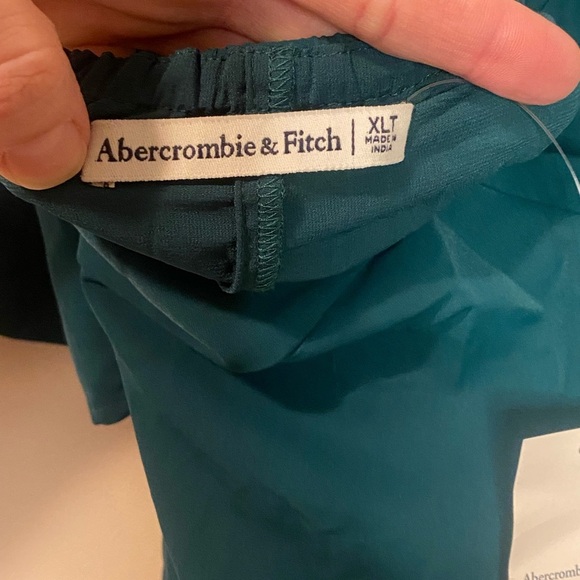 Abercrombie & Fitch | XLT
MADE IN
INDIA
Abercrombie